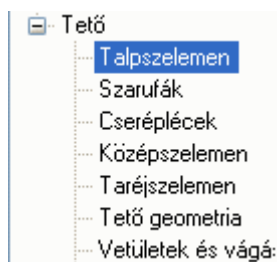 Tető
Talpszelemen
Szarufák
Cseréplécek
Középszelemen
Taréjszelemen
Tető geometria
Vetületek és vágá